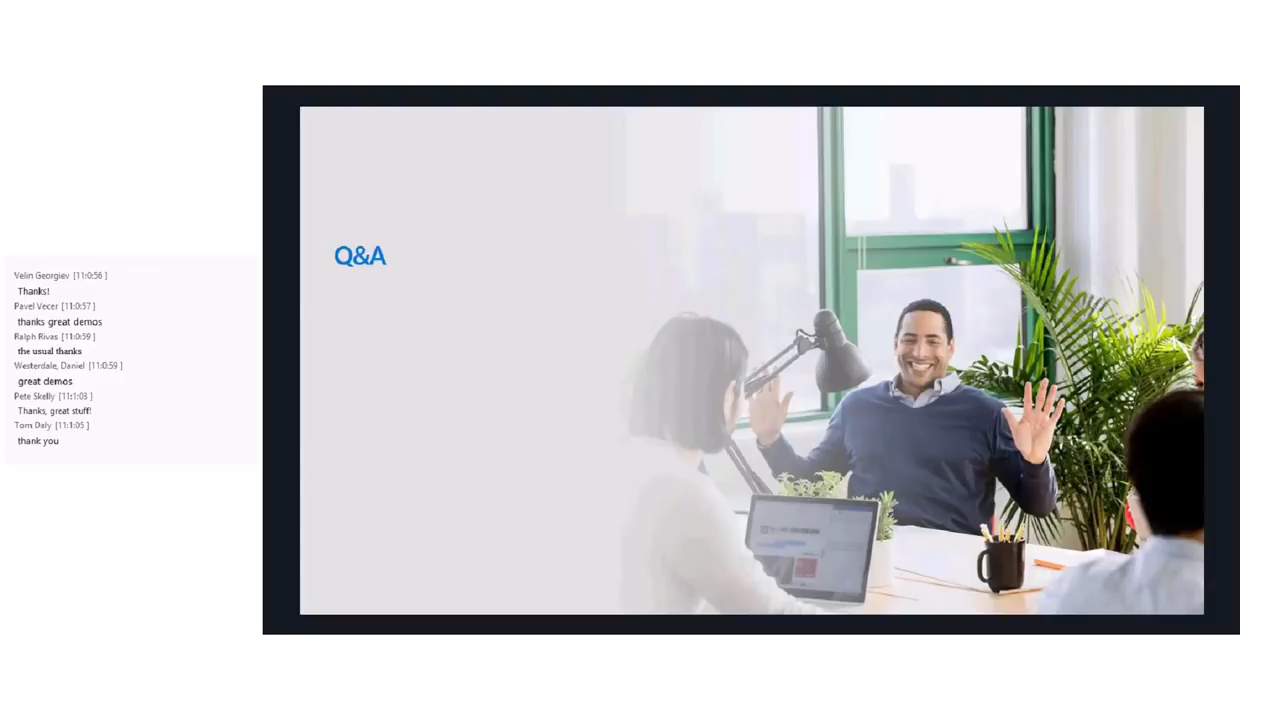 Velin Georgiev [11:0:56 ]
Thanks!
Pavel Vecer [11:0:57 ]
thanks great demos
Ralph Rivas [11:0:59 ]
the usual thanks
Westerdale, Daniel [11:0:59 ]
great demos
Pete Skelly [11:1:03 ]
Thanks, great stuff!
Tom Daly [11:1:05 ]
thank you
Q&A